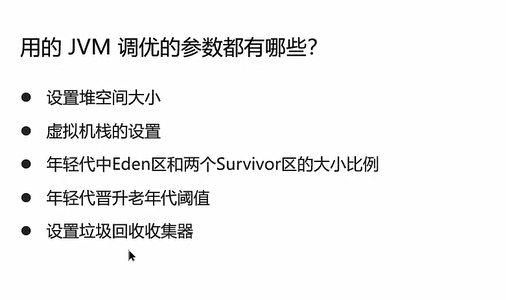 用的 JVM 调优的参数都有哪些？
● 设置堆空间大小
● 虚拟机栈的设置
● 年轻代中Eden区和两个Survivor区的大小比例
● 年轻代晋升老年代阈值
● 设置垃圾回收收集器